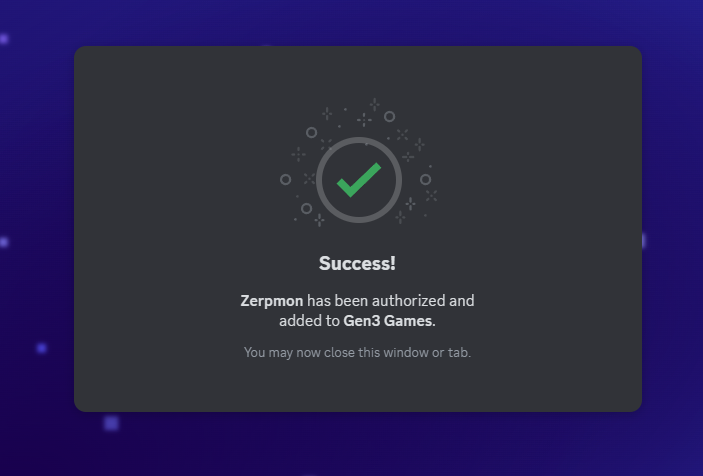 Success!
Zerpmon has been authorized and
added to Gen3 Games.
You may now close this window or tab.